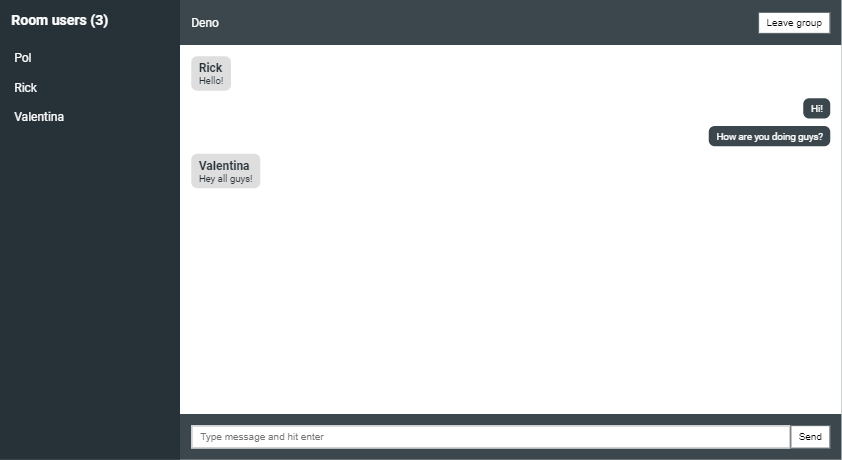 Room users (3)
Pol
Rick
Valentina
Deno
Leave group
Rick
Hello!
Hi!
How are you doing guys?
Valentina
Hey all guys!
Type message and hit enter
Send